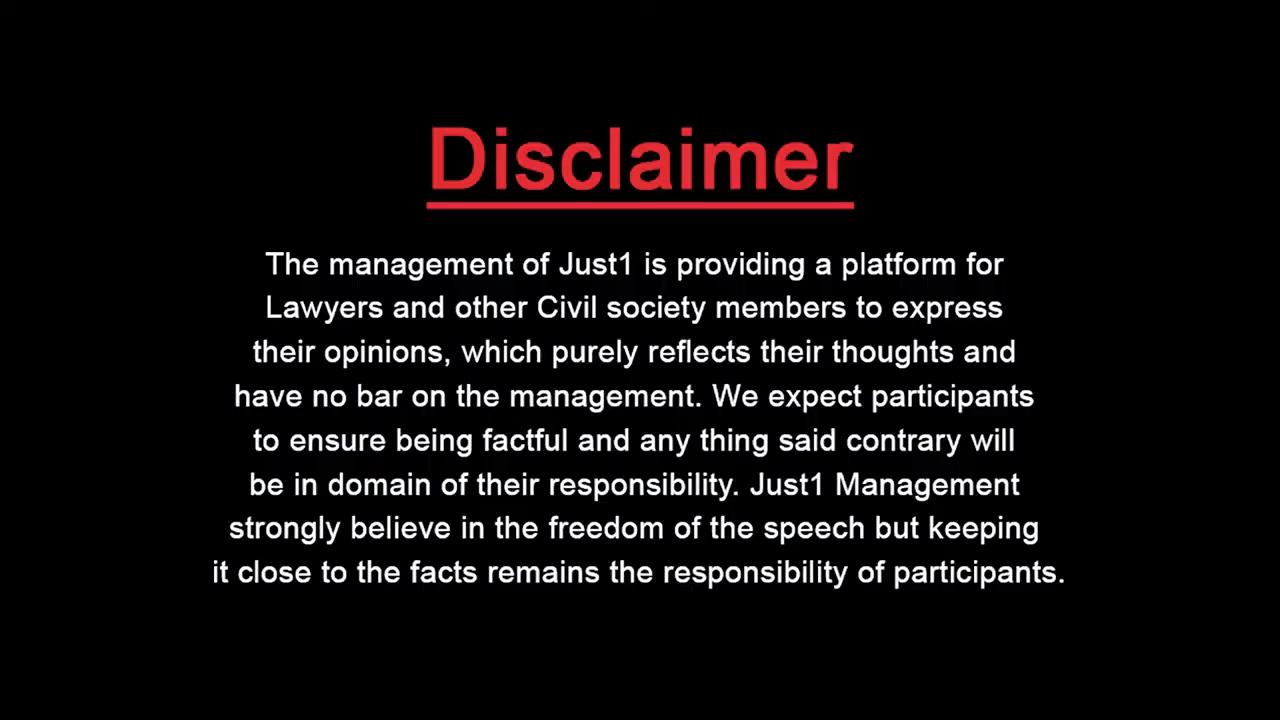 Disclaimer
The management of Just1 is providing a platform for
Lawyers and other Civil society members to express
their opinions, which purely reflects their thoughts and
have no bar on the management. We expect participants
to ensure being factful and any thing said contrary will
be in domain of their responsibility. Just1 Management
strongly believe in the freedom of the speech but keeping
it close to the facts remains the responsibility of participants.